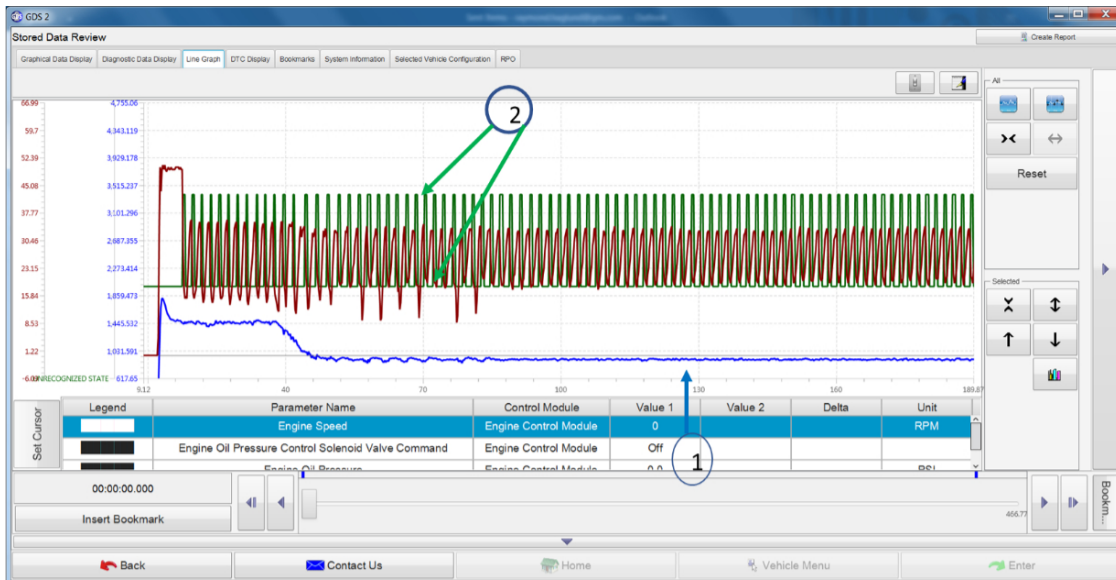 GDS 2
Stored Data Review
Create Report
Graphical Data Display Diagnostic Data Display Line Graph DTC Display Bookmarks System Information Selected Vehicle Configuration RPO
All
66.99 4,755.06
59.7 4,343.119
52.39 3,929.178
45.08 3,515.237
37.77 3,101.296
30.46 2,687.355
23.15 2,273.414
15.84 1,859.473
8.53 1,445.532
1.22 1,031.591
UNRECOGNIZED STATE 617.65
9.12 40 70 100 130 160 189.87
2
1
Reset
Selected
Set Cursor
Legend Parameter Name Control Module Value 1 Value 2 Delta Unit
Engine Speed Engine Control Module 0 RPM
Engine Oil Pressure Control Solenoid Valve Command Engine Control Module Off
Engine Oil Pressure Engine Control Module 0.0 PSI
00:00:00.000
Insert Bookmark
466.77
Bookm...
Back Contact Us Home Vehicle Menu Enter